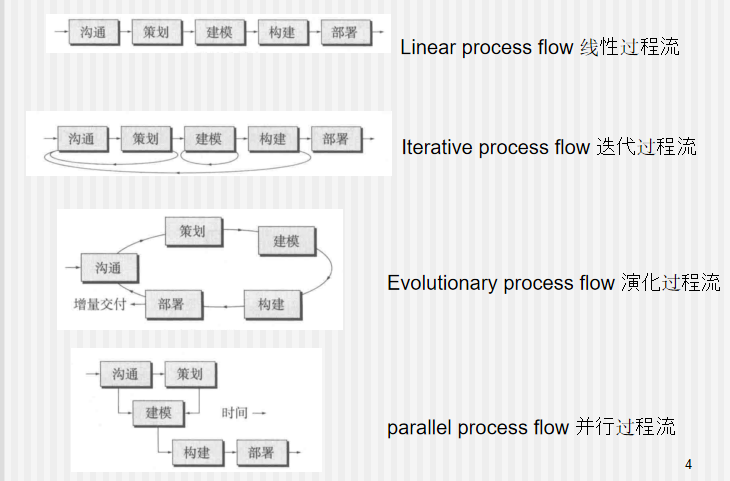 沟通 策划 建模 构建 部署
Linear process flow 线性过程流
沟通 策划 建模 构建 部署
Iterative process flow 迭代过程流
策划
建模
沟通
增量交付 部署 构建
Evolutionary process flow 演化过程流
沟通 策划
建模 时间
构建 部署
parallel process flow 并行过程流
4